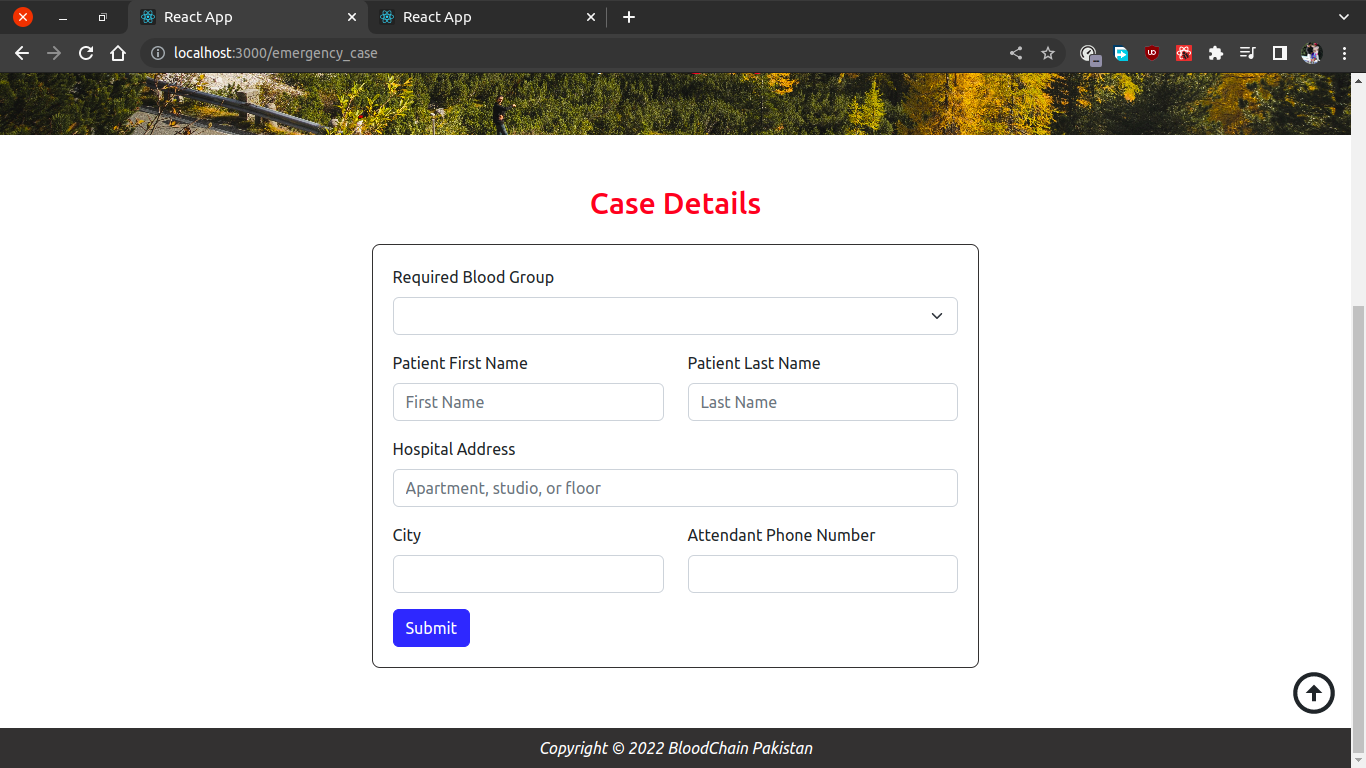 React App
React App
localhost:3000/emergency_case
Case Details
Required Blood Group
Patient First Name
Patient Last Name
First Name
Last Name
Hospital Address
Apartment, studio, or floor
City
Attendant Phone Number
Submit
Copyright © 2022 BloodChain Pakistan